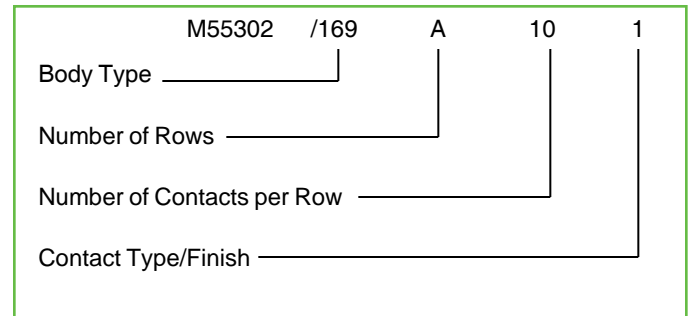 M55302 /169 A 10 1
Body Type
Number of Rows
Number of Contacts per Row
Contact Type/Finish